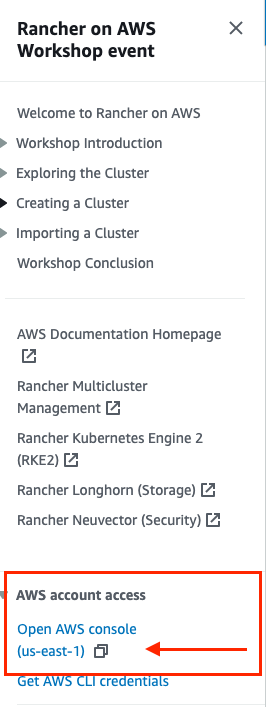 Rancher on AWS
Workshop event
Welcome to Rancher on AWS
Workshop Introduction
Exploring the Cluster
Creating a Cluster
Importing a Cluster
Workshop Conclusion
AWS Documentation Homepage
Rancher Multicluster
Management
Rancher Kubernetes Engine 2
(RKE2)
Rancher Longhorn (Storage)
Rancher Neuvector (Security)
AWS account access
Open AWS console
(us-east-1)
Get AWS CLI credentials